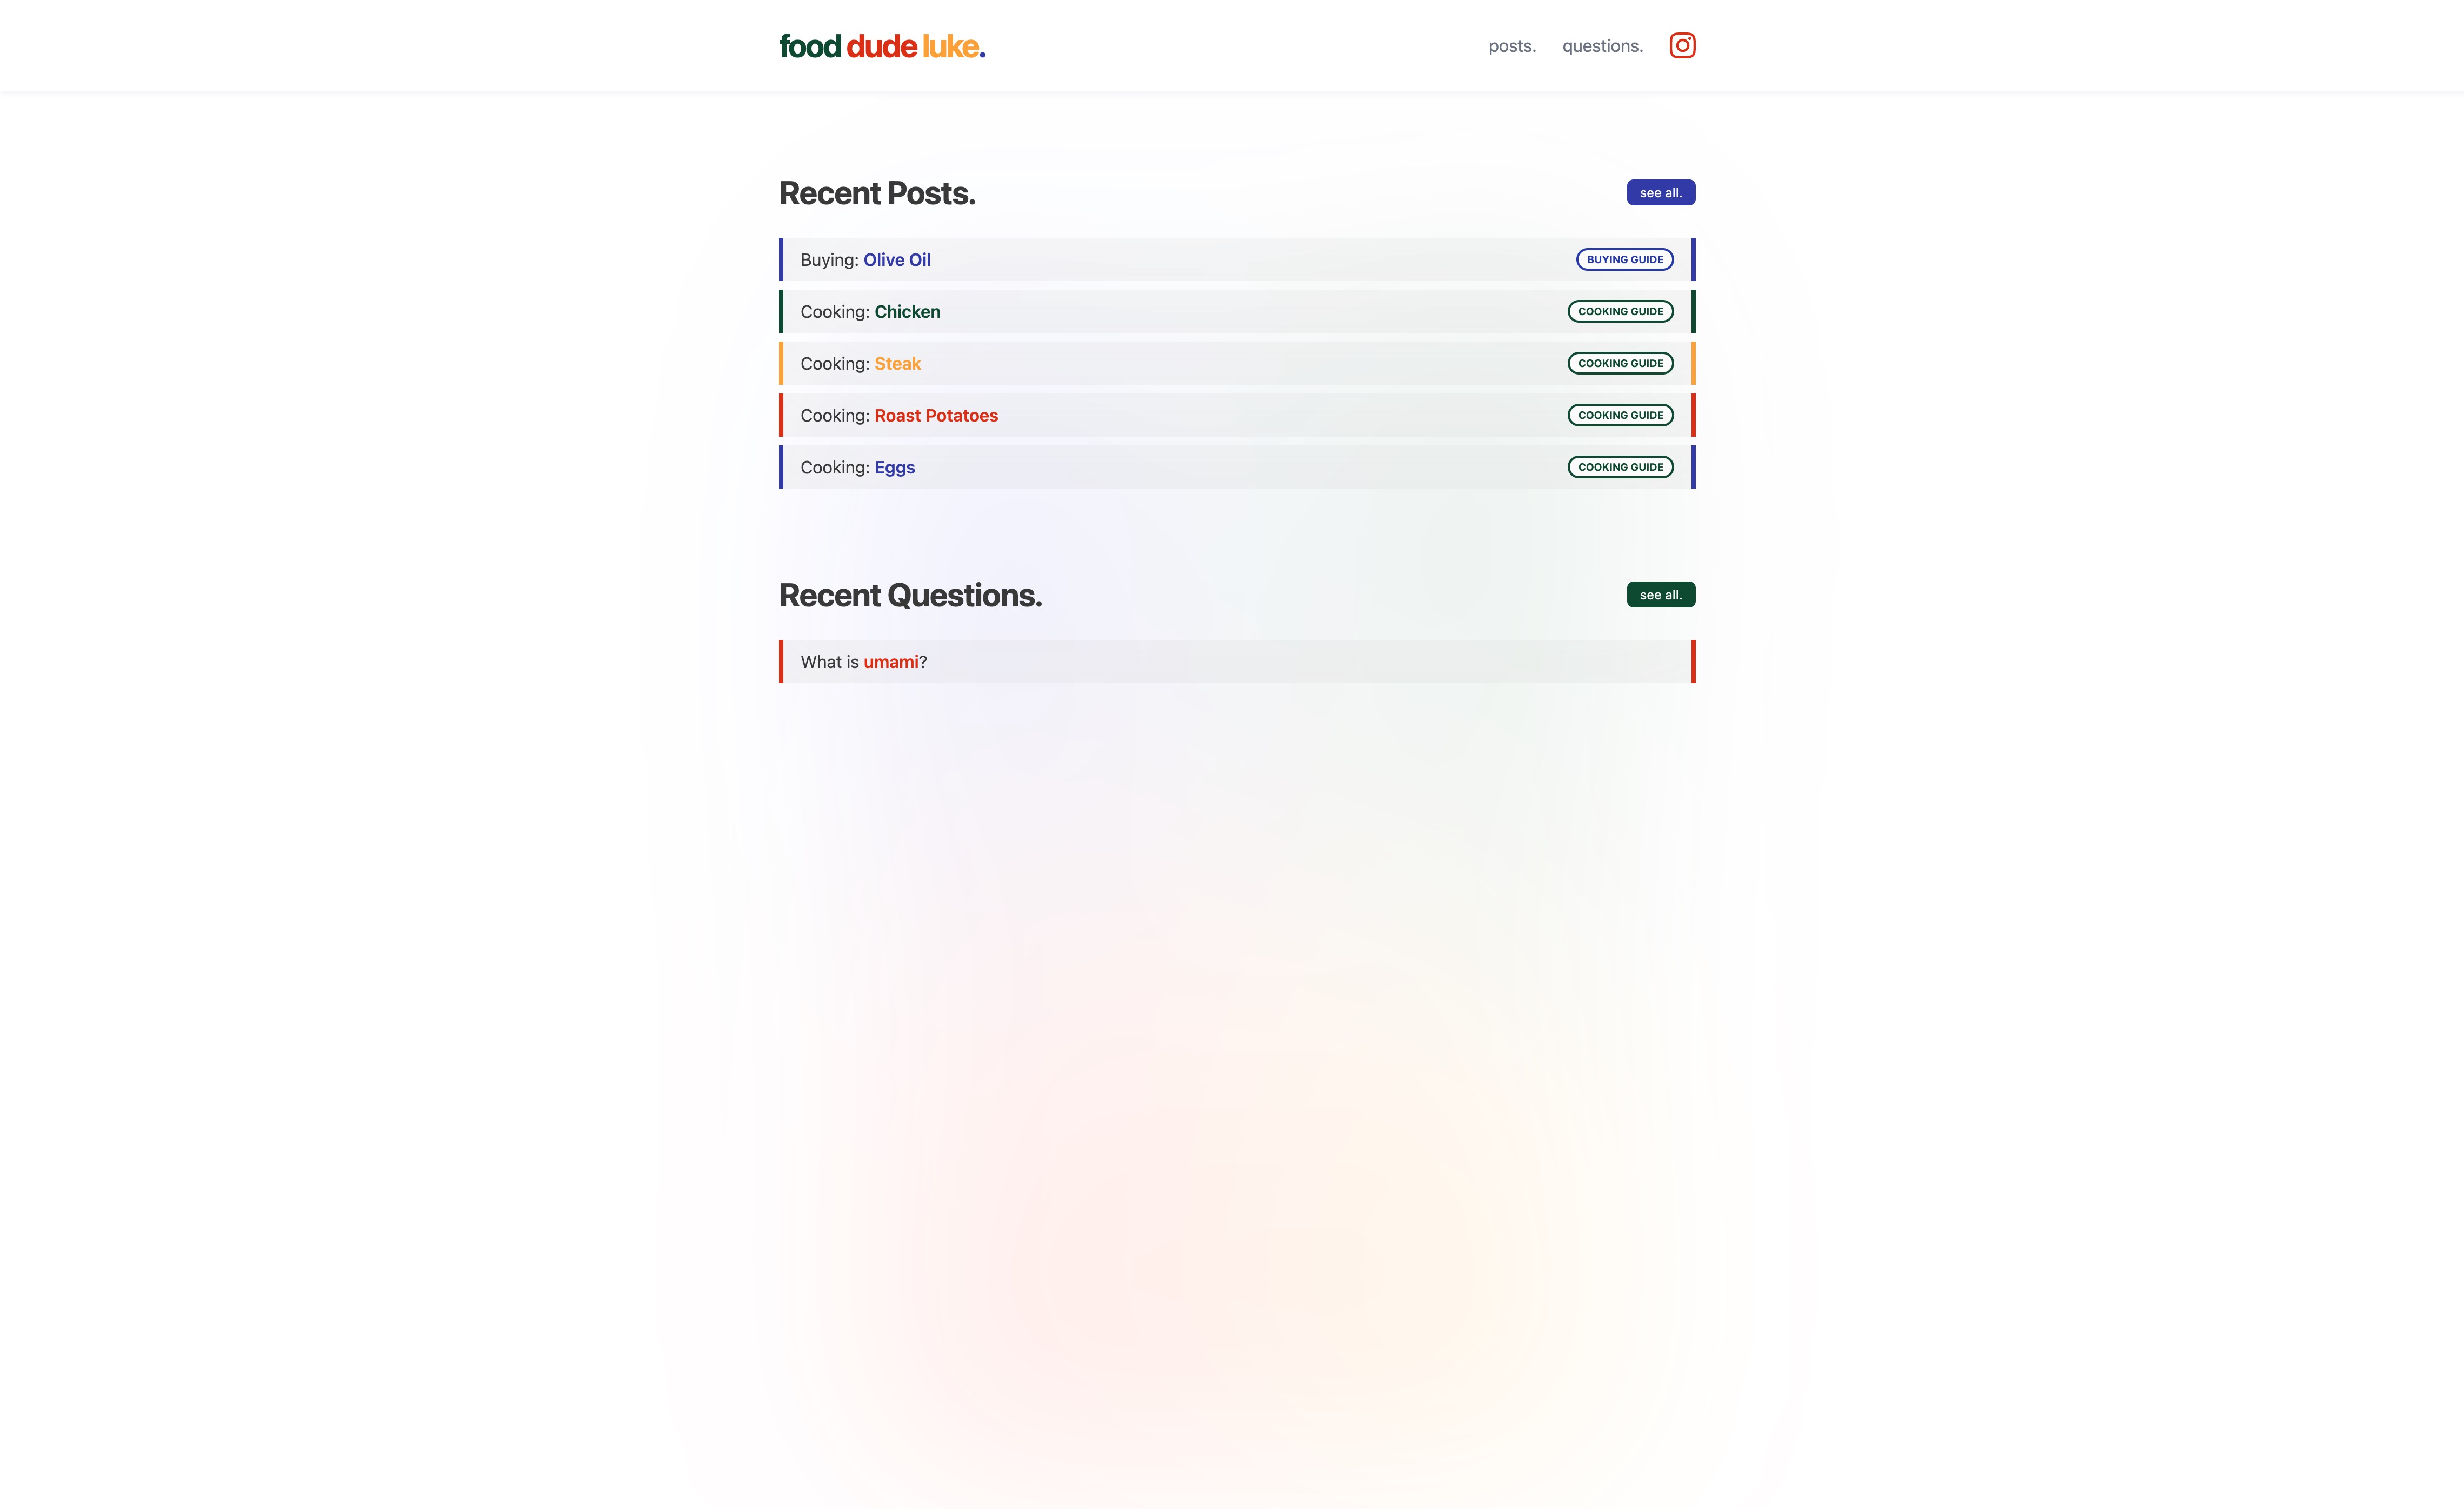 food dude luke.
posts. questions.
Recent Posts.
see all.
Buying: Olive Oil
BUYING GUIDE
Cooking: Chicken
COOKING GUIDE
Cooking: Steak
COOKING GUIDE
Cooking: Roast Potatoes
COOKING GUIDE
Cooking: Eggs
COOKING GUIDE
Recent Questions.
see all.
What is umami?